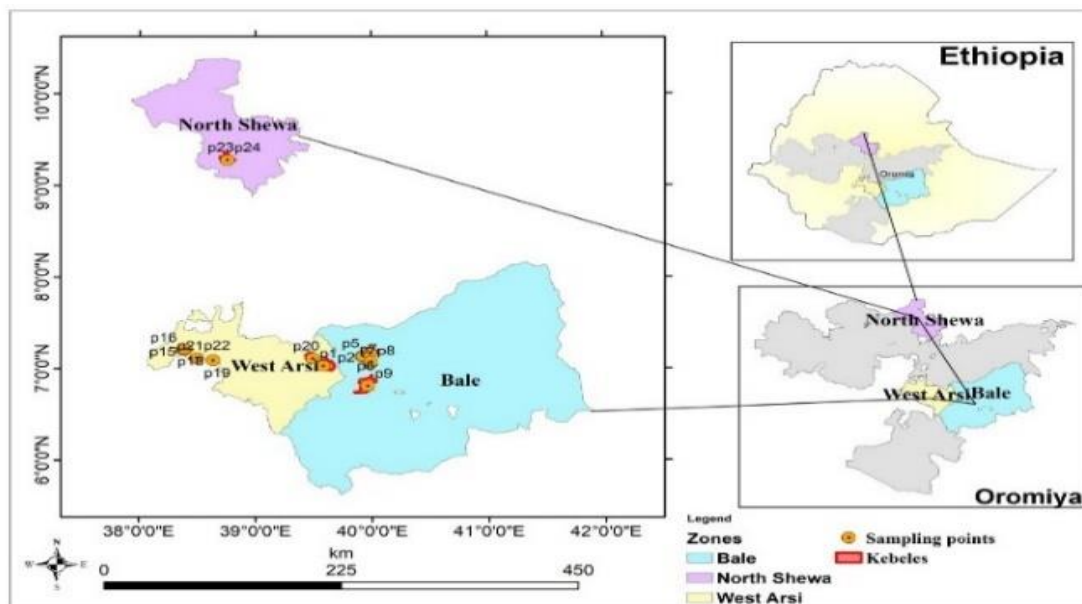 Ethiopia
Oromia
10°0'0"N
9°0'0"N
8°0'0"N
7°0'0"N
6°0'0"N
North Shewa
p23p24
p16
p21p22
p15
p18
p19
West Arsi
p20
p1
p5
p8
p9
Bale
38°0'0"E
39°0'0"E
40°0'0"E
41°0'0"E
42°0'0"E
North Shewa
West Arsi
Bale
Oromiya
N
W
E
S
km
0
225
450
Legend
Zones
Bale
North Shewa
West Arsi
Sampling points
Kebeles